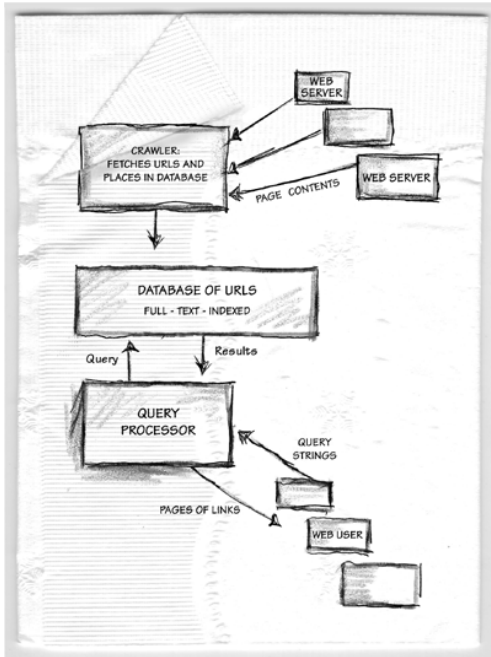 WEB
SERVER
CRAWLER:
FETCHES URLS AND
PLACES IN DATABASE
WEB SERVER
PAGE CONTENTS
DATABASE OF URLS
FULL - TEXT - INDEXED
Query
Results
QUERY
PROCESSOR
QUERY
STRINGS
PAGES OF LINKS
WEB USER